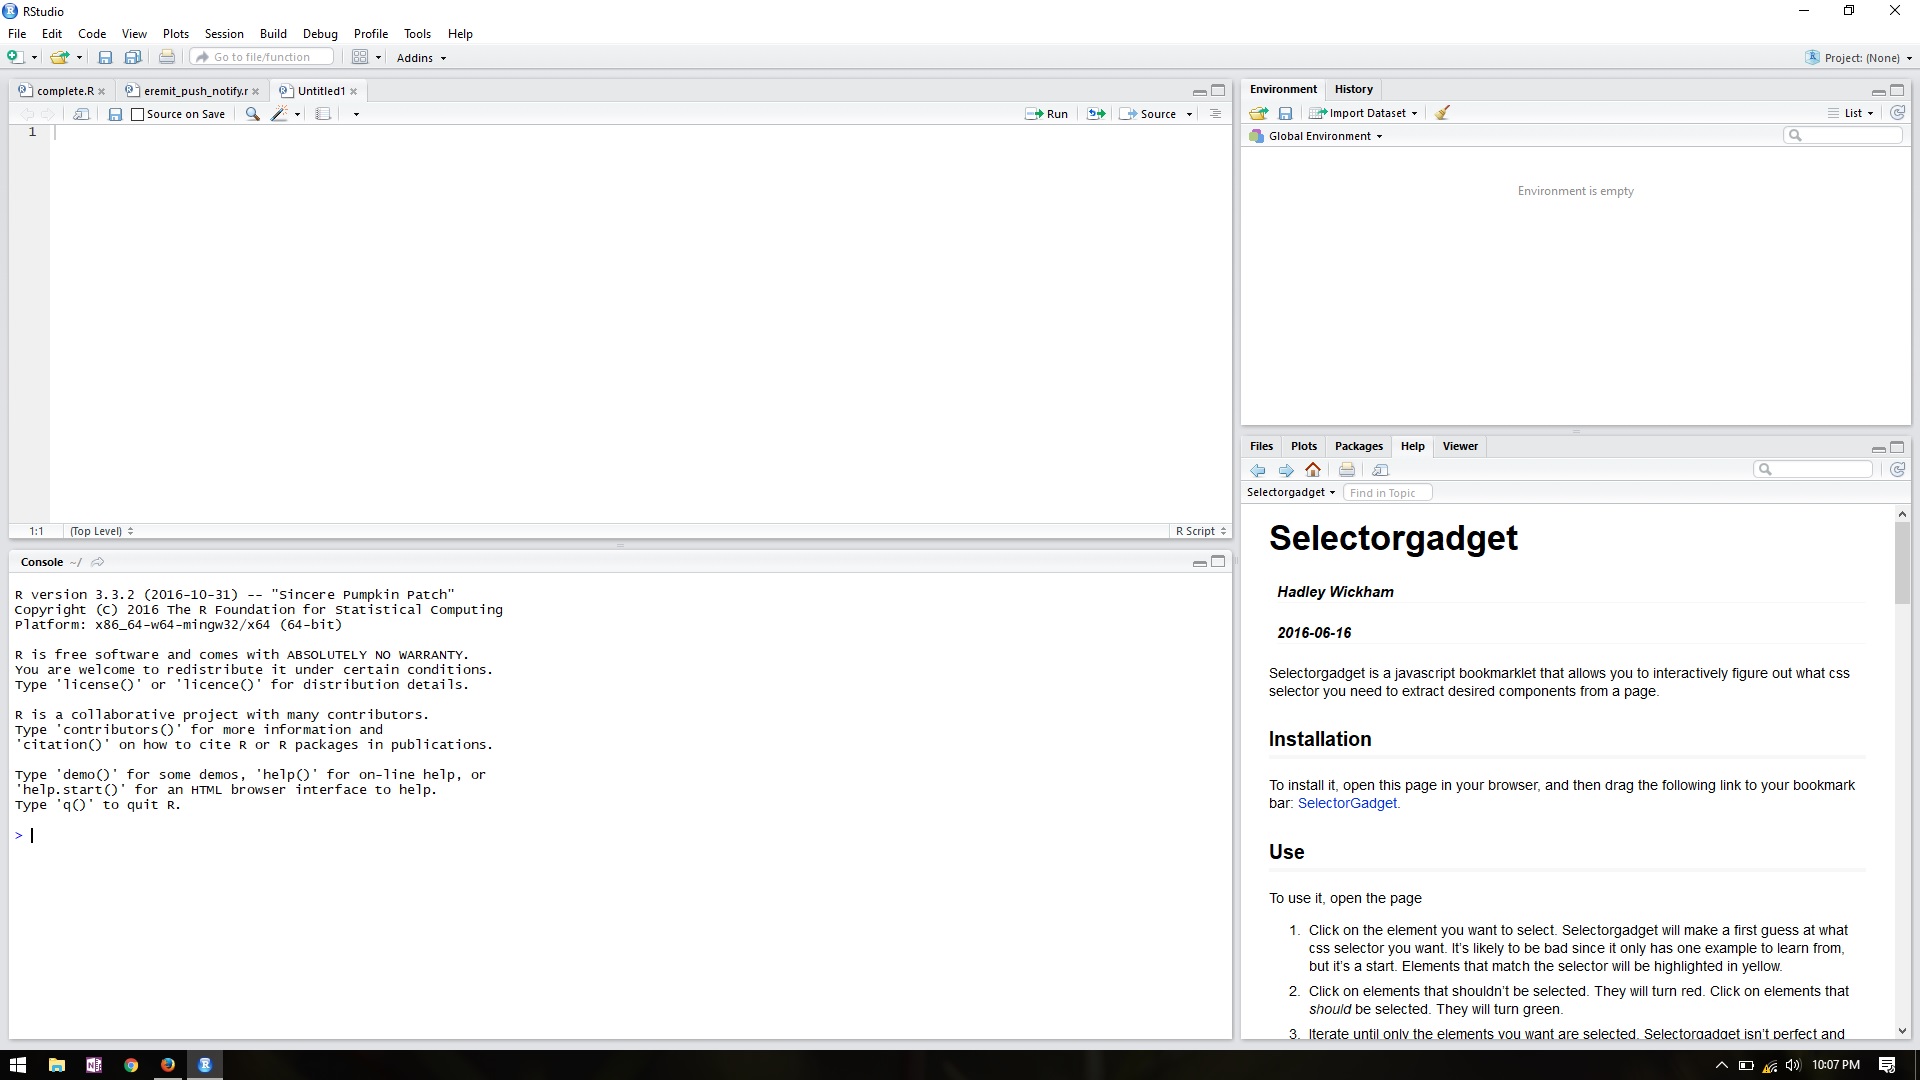 RStudio
File Edit Code View Plots Session Build Debug Profile Tools Help
Go to file/function Addins Project: (None)
complete.R eremit_push_notify.r Untitled1
Source on Save Run Source
1
1:1 (Top Level) R Script
Console ~/
R version 3.3.2 (2016-10-31) -- "Sincere Pumpkin Patch"
Copyright (C) 2016 The R Foundation for Statistical Computing
Platform: x86_64-w64-mingw32/x64 (64-bit)
R is free software and comes with ABSOLUTELY NO WARRANTY.
You are welcome to redistribute it under certain conditions.
Type 'license()' or 'licence()' for distribution details.
R is a collaborative project with many contributors.
Type 'contributors()' for more information and
'citation()' on how to cite R or R packages in publications.
Type 'demo()' for some demos, 'help()' for on-line help, or
'help.start()' for an HTML browser interface to help.
Type 'q()' to quit R.
>
Environment History
Import Dataset List
Global Environment
Environment is empty
Files Plots Packages Help Viewer
Selectorgadget Find in Topic
Selectorgadget
Hadley Wickham
2016-06-16
Selectorgadget is a javascript bookmarklet that allows you to interactively figure out what css
selector you need to extract desired components from a page.
Installation
To install it, open this page in your browser, and then drag the following link to your bookmark
bar: SelectorGadget.
Use
To use it, open the page
1. Click on the element you want to select. Selectorgadget will make a first guess at what
css selector you want. It's likely to be bad since it only has one example to learn from,
but it's a start. Elements that match the selector will be highlighted in yellow.
2. Click on elements that shouldn't be selected. They will turn red. Click on elements that
should be selected. They will turn green.
3. Iterate until only the elements you want are selected. Selectorgadget isn't perfect and
10:07 PM